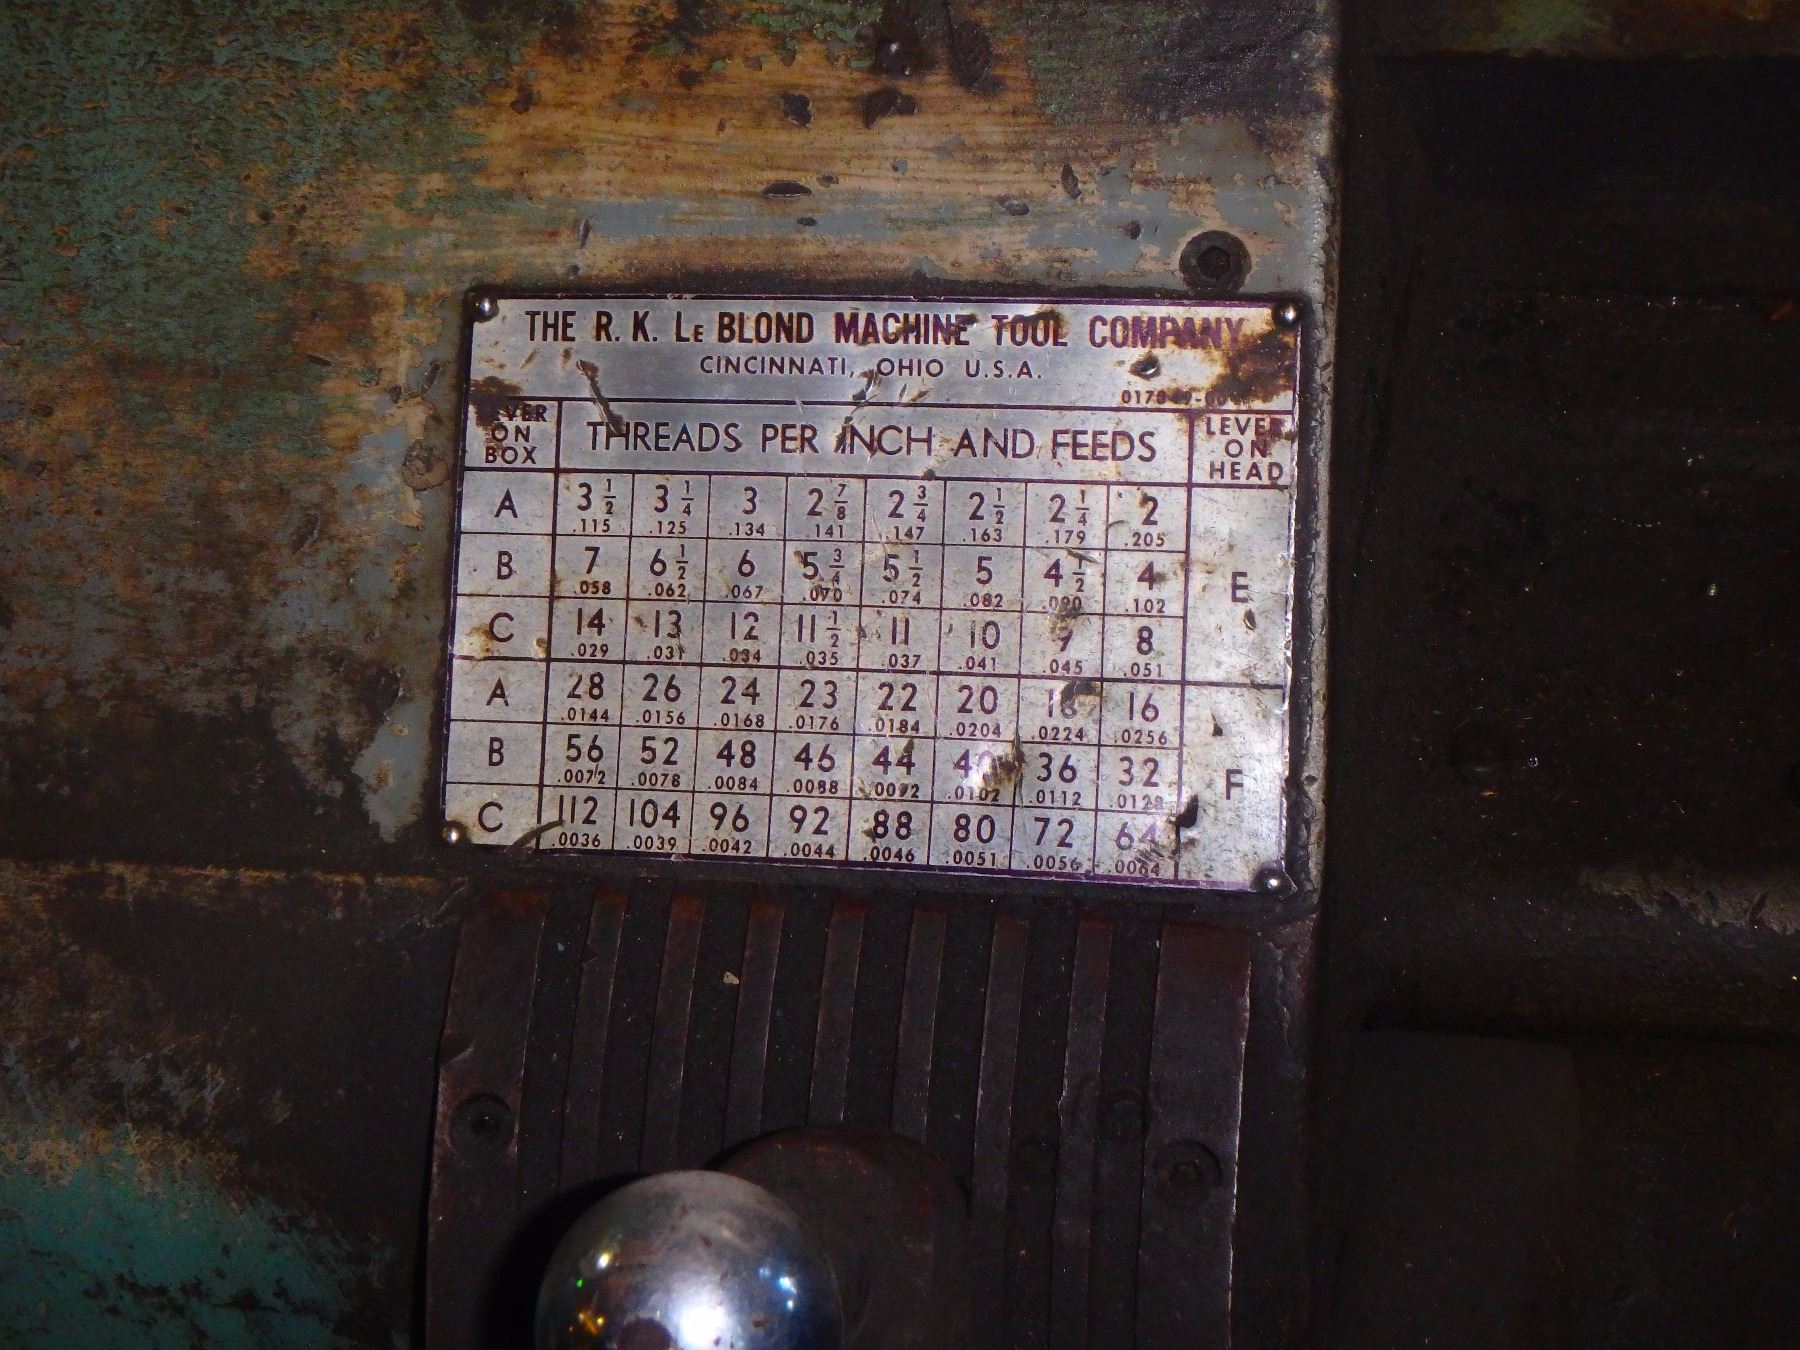 THE R. K. LE BLOND MACHINE TOOL COMPANY
CINCINNATI, OHIO U.S.A.
LEVER ON BOX THREADS PER INCH AND FEEDS LEVER ON HEAD
A 3 1/2 3 1/4 3 2 7/8 2 3/4 2 1/2 2 1/4 2
.115 .125 .134 .141 .147 .163 .179 .205
B 7 6 1/2 6 5 3/4 5 1/2 5 4 1/2 4 E
.058 .062 .067 .070 .074 .082 .090 .102
C 14 13 12 11 1/2 11 10 9 8
.029 .031 .034 .035 .037 .041 .045 .051
A 28 26 24 23 22 20 18 16
.0144 .0156 .0168 .0176 .0184 .0204 .0224 .0256
B 56 52 48 46 44 40 36 32 F
.0072 .0078 .0084 .0088 .0092 .0102 .0112 .0128
C 112 104 96 92 88 80 72 64
.0036 .0039 .0042 .0044 .0046 .0051 .0056 .0064